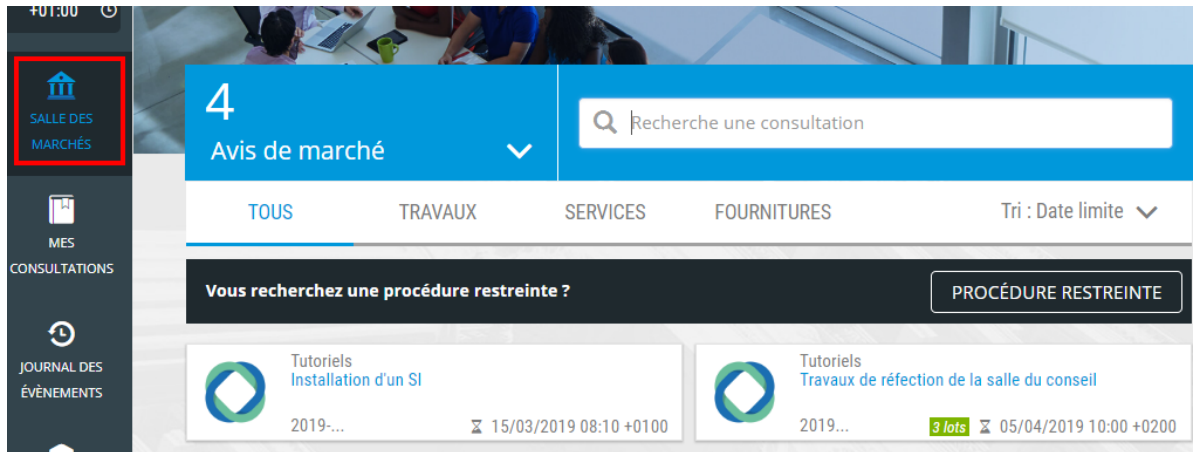 +01:00
SALLE DES
MARCHÉS
MES
CONSULTATIONS
JOURNAL DES
ÉVÈNEMENTS
4
Avis de marché
Recherche une consultation
TOUS TRAVAUX SERVICES FOURNITURES Tri : Date limite
Vous recherchez une procédure restreinte ? PROCÉDURE RESTREINTE
Tutoriels
Installation d'un SI
2019-... 15/03/2019 08:10 +0100
Tutoriels
Travaux de réfection de la salle du conseil
2019... 3 lots 05/04/2019 10:00 +0200